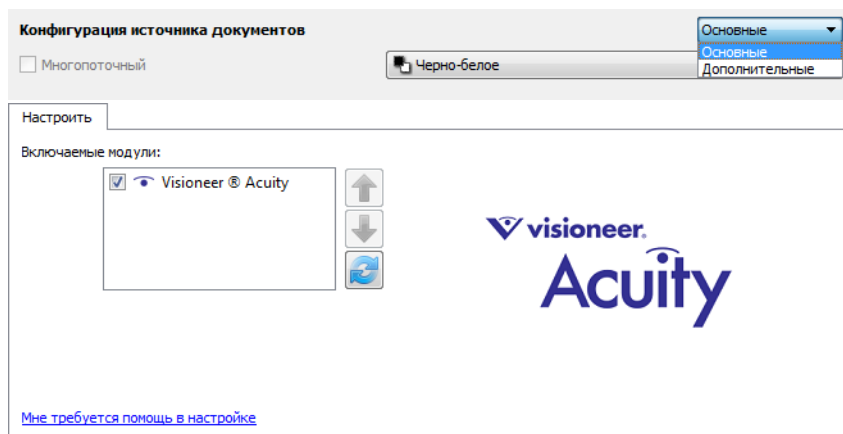 Конфигурация источника документов
Основные
Многопоточный
Черно-белое
Основные
Дополнительные
Настроить
Включаемые модули:
Visioneer ® Acuity
visioneer.
Acuity
Мне требуется помощь в настройке